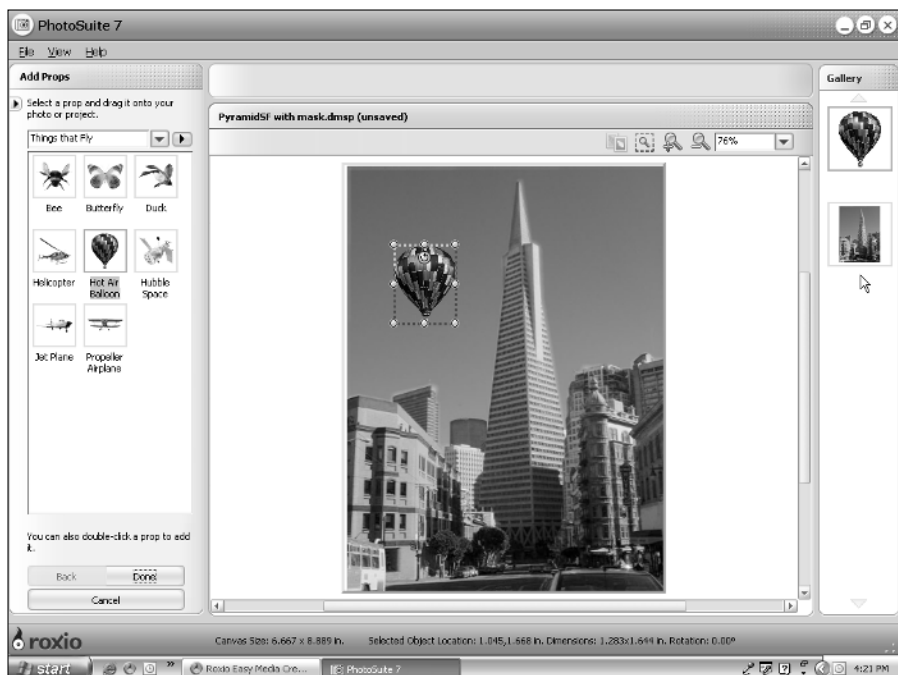 PhotoSuite 7
File View Help
Add Props
Select a prop and drag it onto your
photo or project.
Things that Fly
Bee Butterfly Duck
Helicopter Hot Air
Balloon Hubble
Space
Jet Plane Propeller
Airplane
You can also double-click a prop to add
it.
Back Done
Cancel
PyramidSF with mask.dmsp (unsaved)
76%
Gallery
roxio
Canvas Size: 6.667 x 8.889 in. Selected Object Location: 1.045,1.668 in. Dimensions: 1.283x1.644 in. Rotation: 0.00°
start
Roxio Easy Media Cre... PhotoSuite 7
4:21 PM